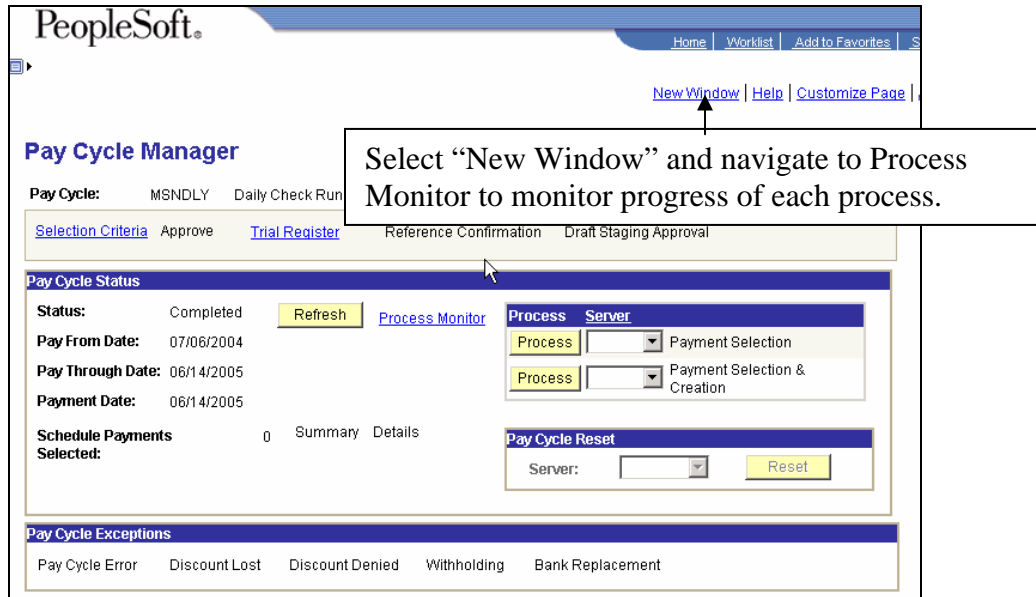 PeopleSoft.
Home | Worklist | Add to Favorites | S
New Window | Help | Customize Page |
Select “New Window” and navigate to Process
Monitor to monitor progress of each process.
Pay Cycle Manager
Pay Cycle: MSNDLY Daily Check Run
Selection Criteria Approve Trial Register Reference Confirmation Draft Staging Approval
Pay Cycle Status
Status: Completed Refresh Process Monitor
Pay From Date: 07/06/2004
Pay Through Date: 06/14/2005
Payment Date: 06/14/2005
Schedule Payments
Selected: 0 Summary Details
Process Server
Process Payment Selection
Process Payment Selection &
Creation
Pay Cycle Reset
Server: Reset
Pay Cycle Exceptions
Pay Cycle Error Discount Lost Discount Denied Withholding Bank Replacement